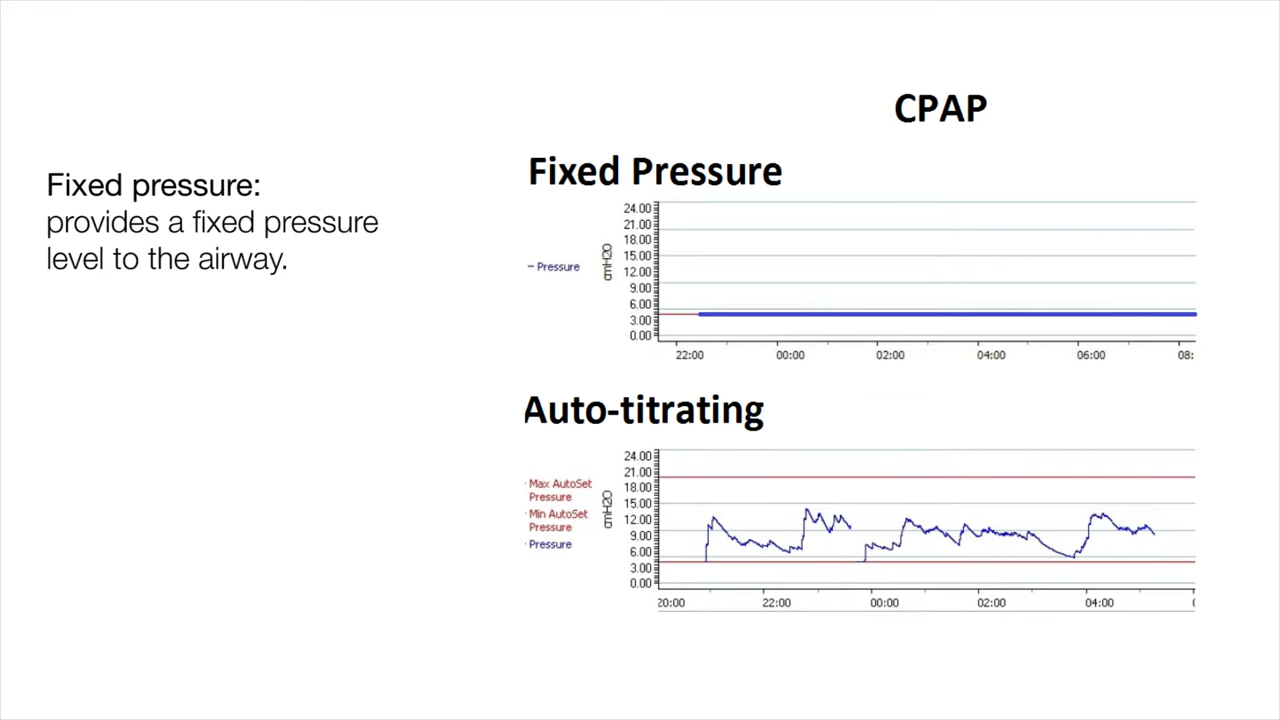 CPAP
Fixed pressure:
provides a fixed pressure
level to the airway.
Fixed Pressure
24.00
21.00
18.00
15.00
12.00
9.00
6.00
3.00
0.00
cmH2O
Pressure
22:00 00:00 02:00 04:00 06:00 08:
Auto-titrating
24.00
21.00
18.00
15.00
12.00
9.00
6.00
3.00
0.00
cmH2O
Max AutoSet
Pressure
Min AutoSet
Pressure
Pressure
20:00 22:00 00:00 02:00 04:00 0